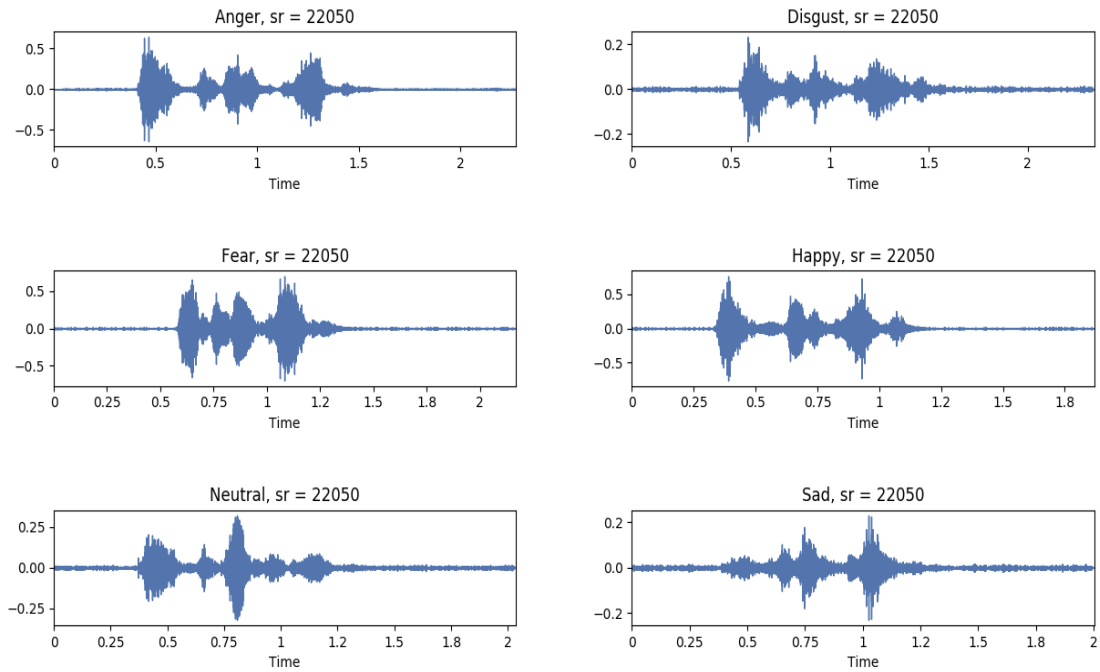 Anger, sr = 22050
0.5
0.0
−0.5
0 0.5 1 1.5 2
Time
Disgust, sr = 22050
0.2
0.0
−0.2
0 0.5 1 1.5 2
Time
Fear, sr = 22050
0.5
0.0
−0.5
0 0.25 0.5 0.75 1 1.2 1.5 1.8 2
Time
Happy, sr = 22050
0.5
0.0
−0.5
0 0.25 0.5 0.75 1 1.2 1.5 1.8
Time
Neutral, sr = 22050
0.25
0.00
−0.25
0 0.25 0.5 0.75 1 1.2 1.5 1.8 2
Time
Sad, sr = 22050
0.2
0.0
−0.2
0 0.25 0.5 0.75 1 1.2 1.5 1.8 2
Time